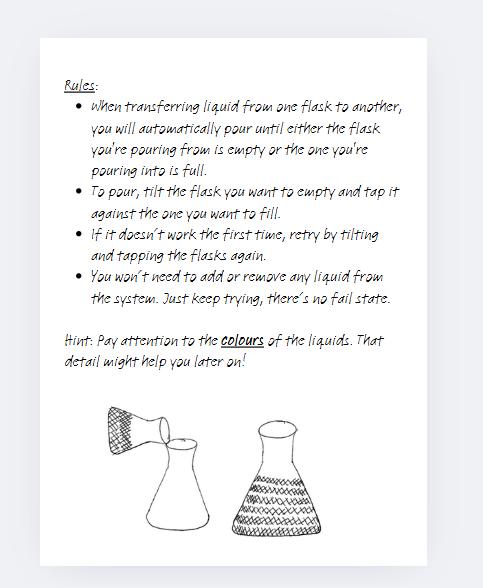 Rules:
• When transferring liquid from one flask to another,
you will automatically pour until either the flask
you're pouring from is empty or the one you're
pouring into is full.
• To pour, tilt the flask you want to empty and tap it
against the one you want to fill.
• If it doesn't work the first time, retry by tilting
and tapping the flasks again.
• You won't need to add or remove any liquid from
the system. Just keep trying, there's no fail state.
Hint: Pay attention to the colours of the liquids. That
detail might help you later on!